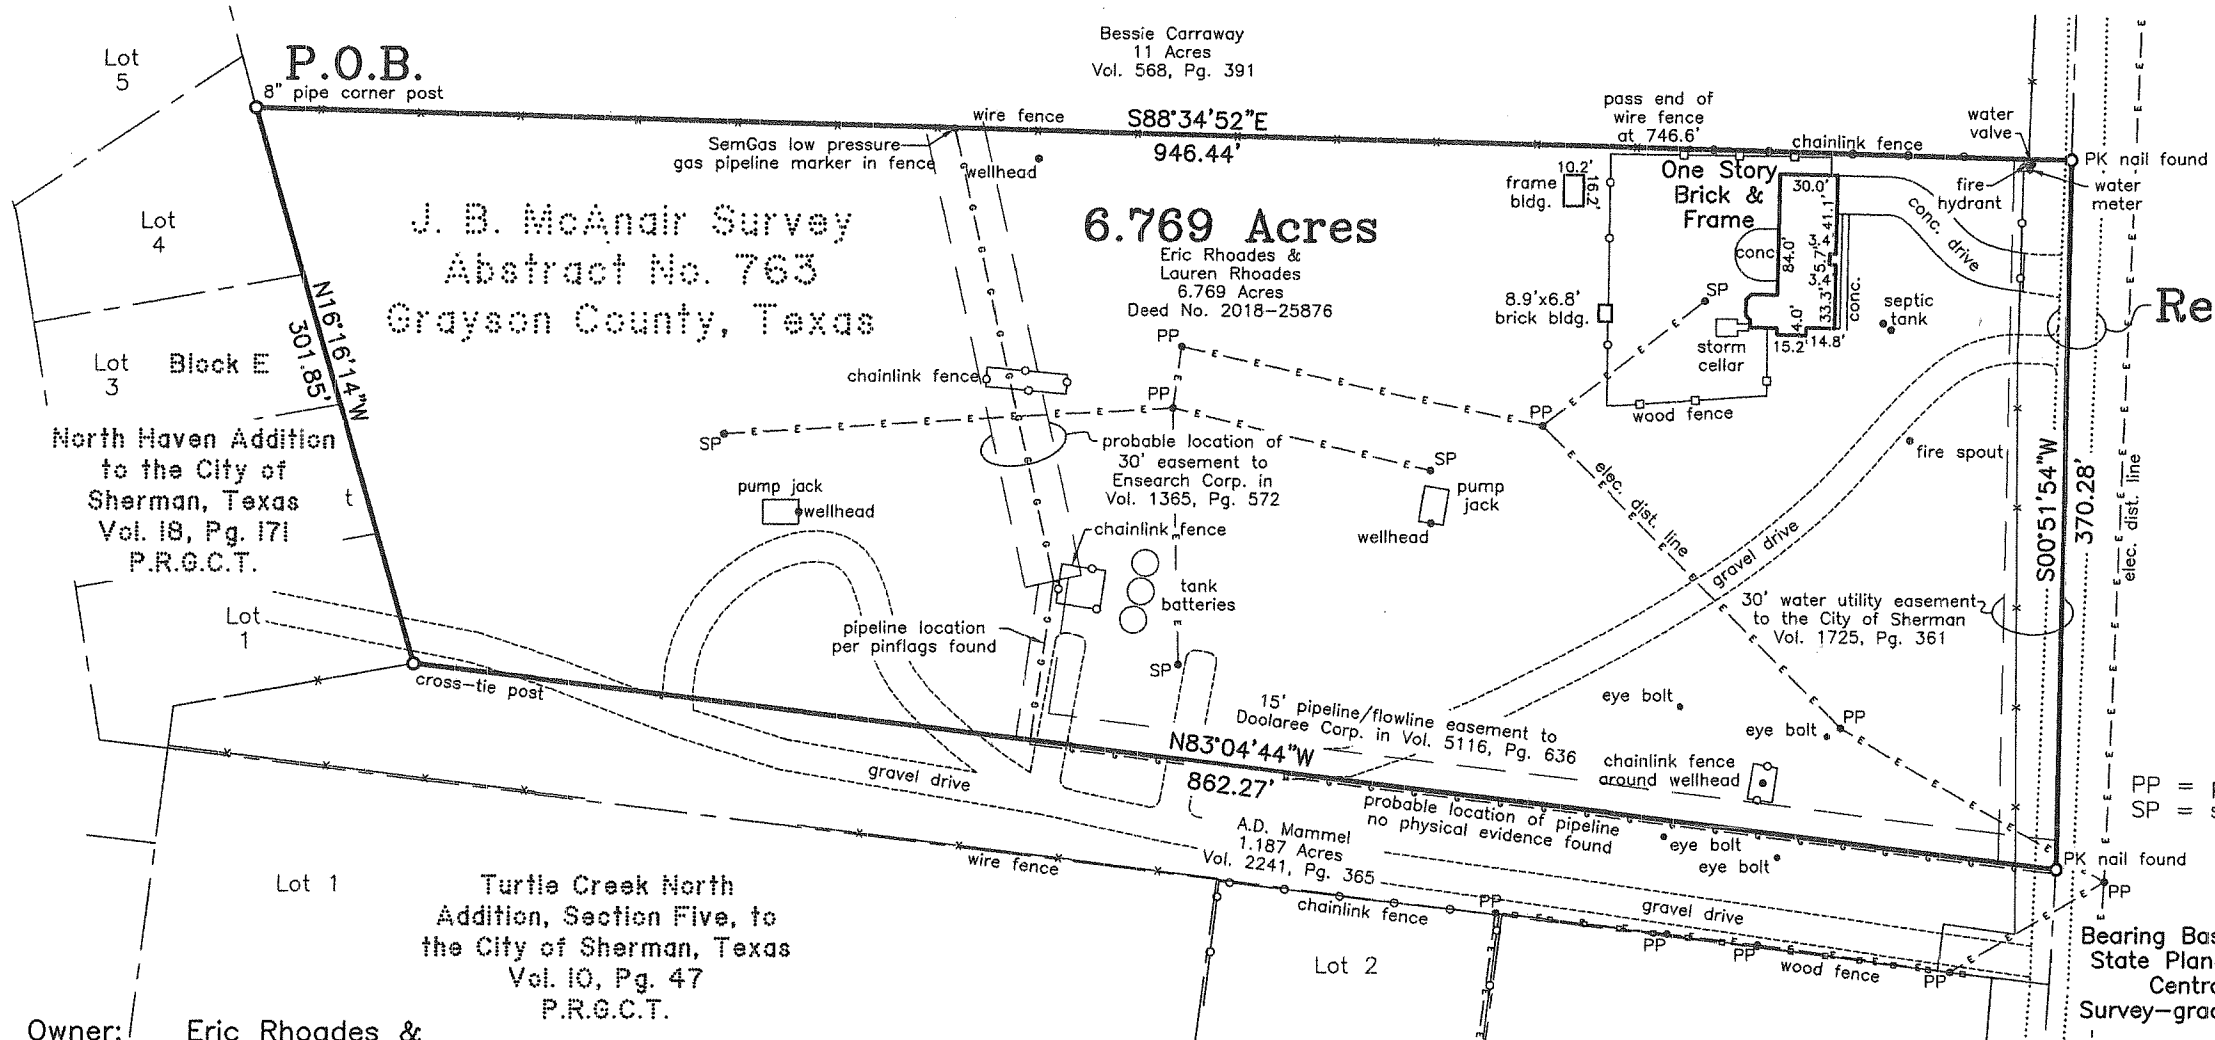 Bessie Carraway
11 Acres
Vol. 568, Pg. 391
Lot
5
P.O.B.
8" pipe corner post
wire fence
S88°34'52"E
946.44'
pass end of
wire fence
at 746.6'
chainlink fence
water
valve
PK nail found
SemGas low pressure
gas pipeline marker in fence
wellhead
10.2'
16.2'
frame
bldg.
One Story
Brick &
Frame
30.0'
41.1'
3.4'
5.7'
3.4'
33.3'
84.0'
4.0'
15.2'
14.8'
conc.
conc
fire
hydrant
water
meter
conc. drive
Lot
4
J. B. McAnair Survey
Abstract No. 763
Grayson County, Texas
6.769 Acres
Eric Rhoades &
Lauren Rhoades
6.769 Acres
Deed No. 2018-25876
8.9'x6.8'
brick bldg.
SP
storm
cellar
septic
tank
Re
N16°16'14"W
301.85'
Lot
3
Block E
chainlink fence
PP
PP
PP
wood fence
SP
North Haven Addition
to the City of
Sherman, Texas
Vol. 18, Pg. 171
P.R.G.C.T.
t
probable location of
30' easement to
Ensearch Corp. in
Vol. 1365, Pg. 572
SP
pump
jack
wellhead
fire spout
S00°51'54"W
370.28'
elec. dist. line
pump jack
wellhead
chainlink fence
elec. dist. line
gravel drive
tank
batteries
30' water utility easement
to the City of Sherman
Vol. 1725, Pg. 361
Lot
1
pipeline location
per pinflags found
SP
cross-tie post
15' pipeline/flowline easement to
Doolaree Corp. in Vol. 5116, Pg. 636
eye bolt
eye bolt
PP
N83°04'44"W
862.27'
gravel drive
chainlink fence
around wellhead
PP = p
SP = s
probable location of pipeline
no physical evidence found
A.D. Mammel
1.187 Acres
Vol. 2241, Pg. 365
eye bolt
eye bolt
PK nail found
PP
wire fence
Lot 1
Turtle Creek North
Addition, Section Five, to
the City of Sherman, Texas
Vol. 10, Pg. 47
P.R.G.C.T.
chainlink fence
PP
gravel drive
PP
PP
wood fence
PP
Lot 2
Bearing Bas
State Plan
Centra
Survey-grad
Owner:
Eric Rhoades &